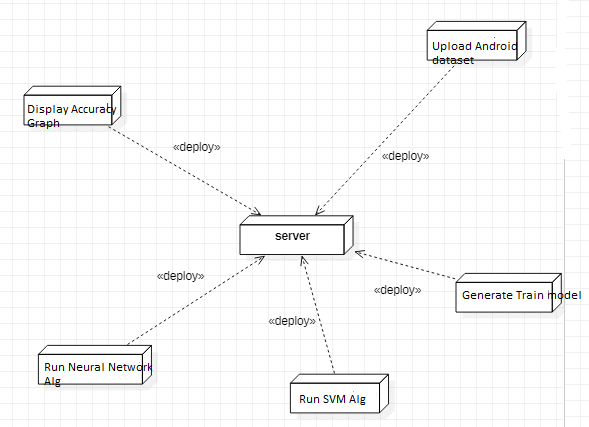 Upload Android
dataset
Display Accuracy
Graph
«deploy»
«deploy»
server
«deploy»
«deploy»
Generate Train model
«deploy»
Run Neural Network
Alg
Run SVM Alg